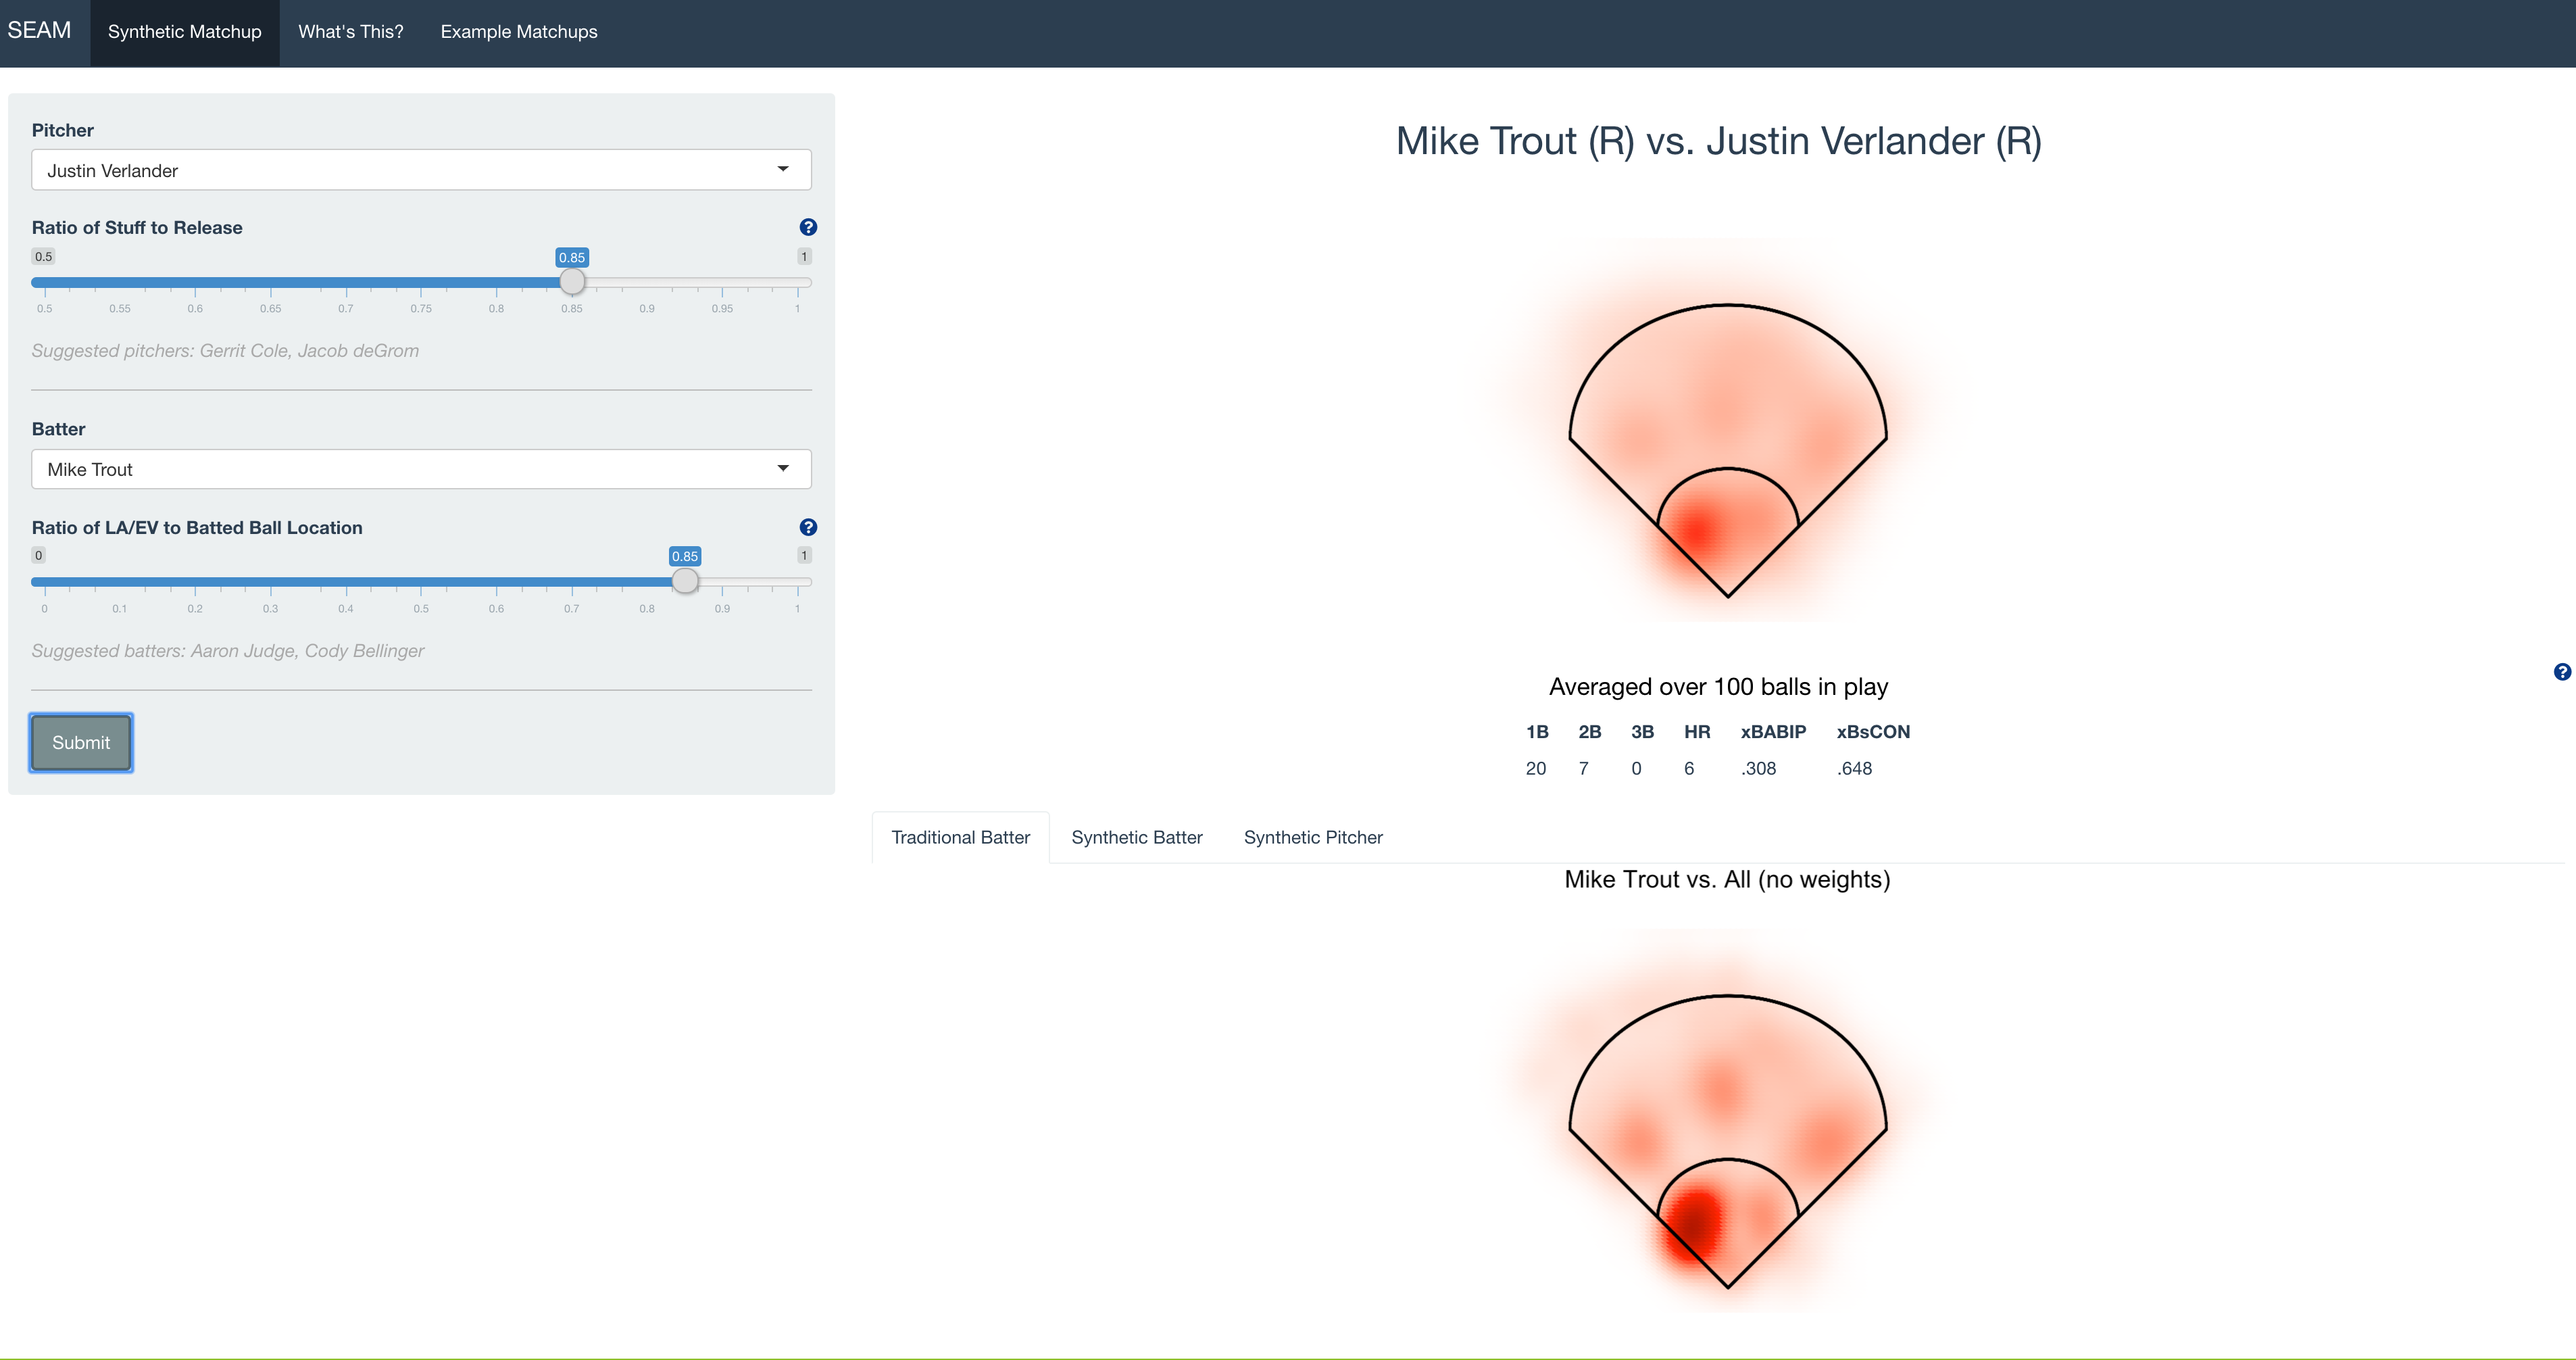 SEAM Synthetic Matchup What's This? Example Matchups
Pitcher
Justin Verlander
Ratio of Stuff to Release ?
0.5 0.85 1
0.5 0.55 0.6 0.65 0.7 0.75 0.8 0.85 0.9 0.95 1
Suggested pitchers: Gerrit Cole, Jacob deGrom
Batter
Mike Trout
Ratio of LA/EV to Batted Ball Location ?
0 0.85 1
0 0.1 0.2 0.3 0.4 0.5 0.6 0.7 0.8 0.9 1
Suggested batters: Aaron Judge, Cody Bellinger
Submit
Mike Trout (R) vs. Justin Verlander (R)
?
Averaged over 100 balls in play
1B 2B 3B HR xBABIP xBsCON
20 7 0 6 .308 .648
Traditional Batter Synthetic Batter Synthetic Pitcher
Mike Trout vs. All (no weights)